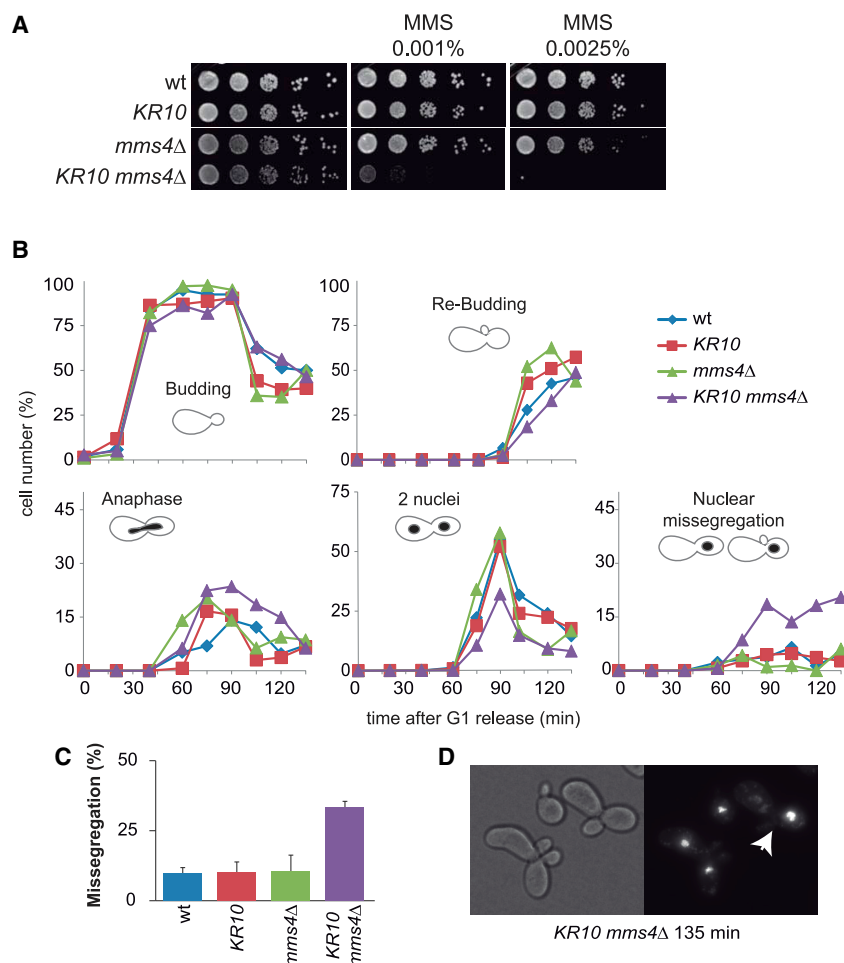 A
MMS
0.001%
MMS
0.0025%
wt
KR10
mms4Δ
KR10 mms4Δ
B
cell number (%)
100
75
50
25
0
Budding
100
75
50
25
0
Re-Budding
wt
KR10
mms4Δ
KR10 mms4Δ
45
30
15
0
Anaphase
0 30 60 90 120
75
50
25
0
2 nuclei
0 30 60 90 120
45
30
15
0
Nuclear
missegregation
0 30 60 90 120
time after G1 release (min)
C
Missegregation (%)
50
25
0
wt
KR10
mms4Δ
KR10
mms4Δ
D
KR10 mms4Δ 135 min